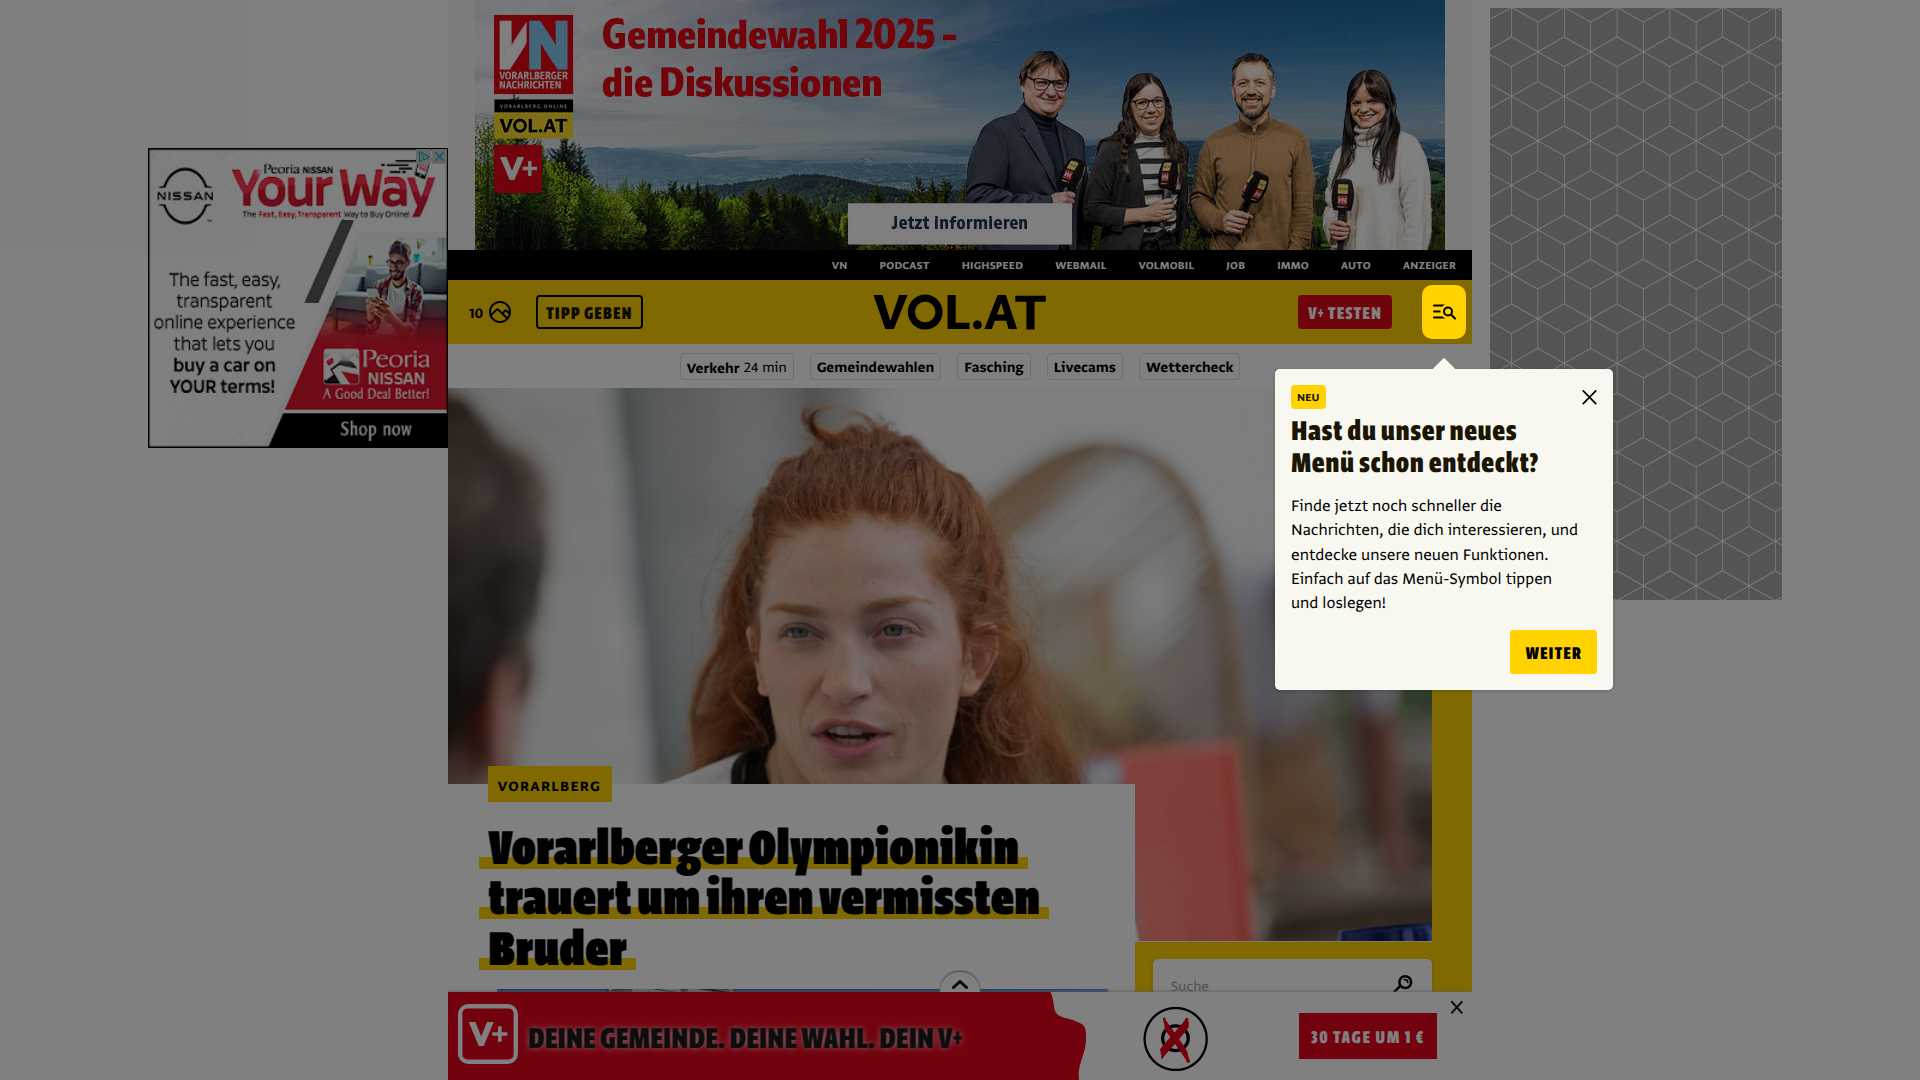 VN
VORARLBERGER
NACHRICHTEN
VORARLBERG ONLINE
VOL.AT
V+
Gemeindewahl 2025 –
die Diskussionen
Jetzt informieren
NISSAN
Peoria NISSAN
Your Way
The Fast, Easy, Transparent Way to Buy Online!
The fast, easy,
transparent
online experience
that lets you
buy a car on
YOUR terms!
Peoria
NISSAN
A Good Deal Better!
Shop now
VN PODCAST HIGHSPEED WEBMAIL VOLMOBIL JOB IMMO AUTO ANZEIGER
10 TIPP GEBEN VOL.AT V+ TESTEN
Verkehr 24 min Gemeindewahlen Fasching Livecams Wettercheck
NEU
Hast du unser neues
Menü schon entdeckt?
Finde jetzt noch schneller die
Nachrichten, die dich interessieren, und
entdecke unsere neuen Funktionen.
Einfach auf das Menü-Symbol tippen
und loslegen!
WEITER
VORARLBERG
Vorarlberger Olympionikin
trauert um ihren vermissten
Bruder
Suche
V+ DEINE GEMEINDE. DEINE WAHL. DEIN V+
30 TAGE UM 1 €